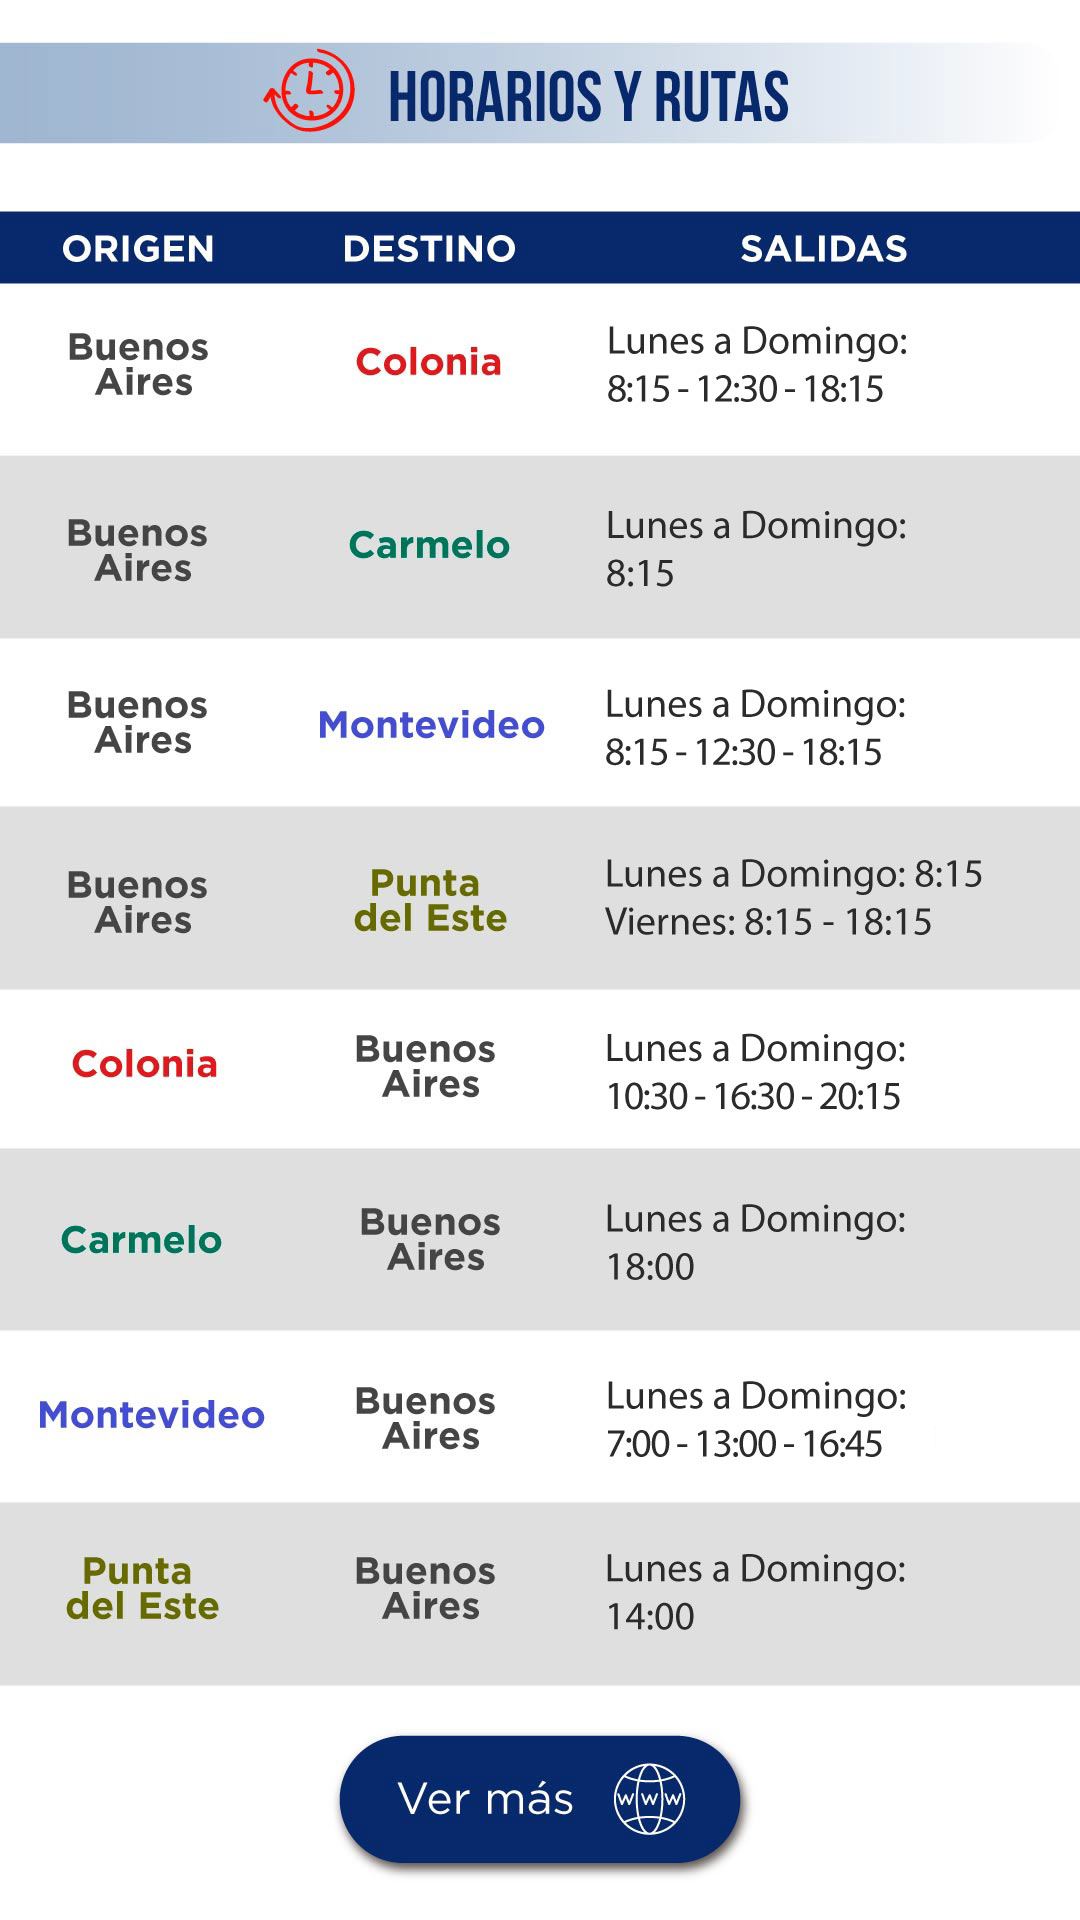 HORARIOS Y RUTAS
ORIGEN DESTINO SALIDAS
Buenos
Aires
Colonia
Lunes a Domingo:
8:15 - 12:30 - 18:15
Buenos
Aires
Carmelo
Lunes a Domingo:
8:15
Buenos
Aires
Montevideo
Lunes a Domingo:
8:15 - 12:30 - 18:15
Buenos
Aires
Punta
del Este
Lunes a Domingo: 8:15
Viernes: 8:15 - 18:15
Colonia
Buenos
Aires
Lunes a Domingo:
10:30 - 16:30 - 20:15
Carmelo
Buenos
Aires
Lunes a Domingo:
18:00
Montevideo
Buenos
Aires
Lunes a Domingo:
7:00 - 13:00 - 16:45
Punta
del Este
Buenos
Aires
Lunes a Domingo:
14:00
Ver más
WWW